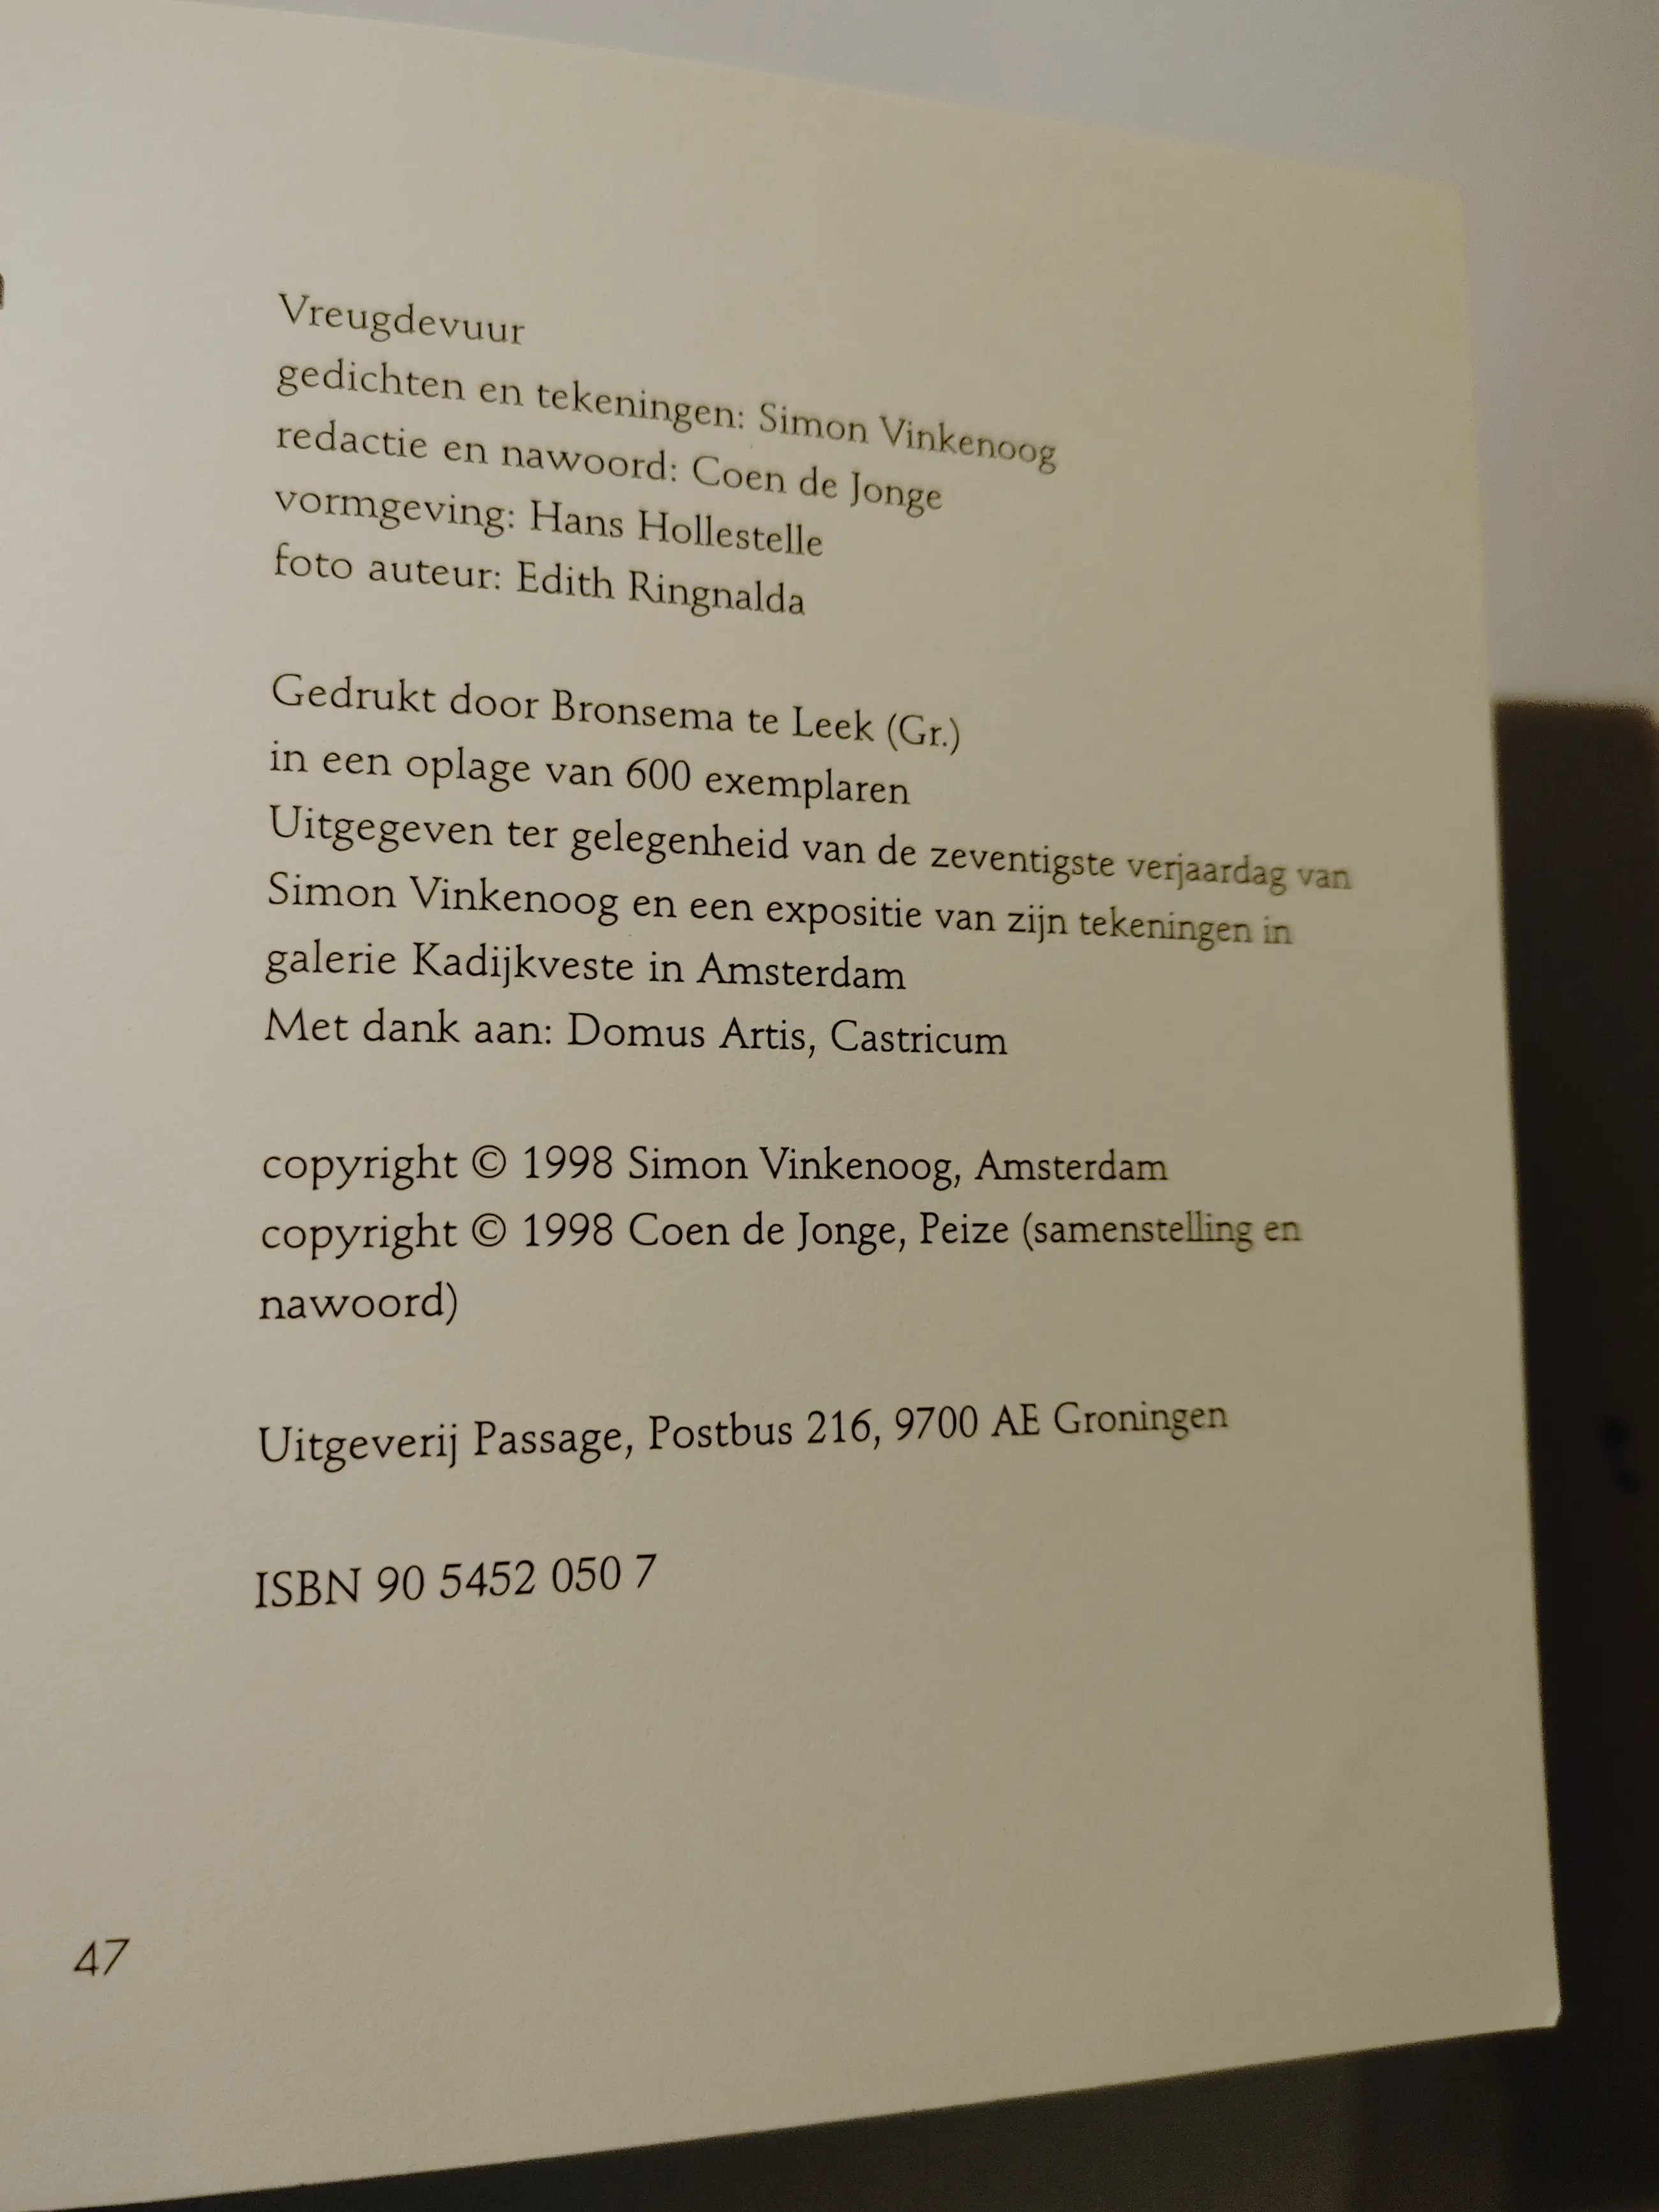 Vreugdevuur
gedichten en tekeningen: Simon Vinkenoog
redactie en nawoord: Coen de Jonge
vormgeving: Hans Hollestelle
foto auteur: Edith Ringnalda
Gedrukt door Bronsema te Leek (Gr.)
in een oplage van 600 exemplaren
Uitgegeven ter gelegenheid van de zeventigste verjaardag van
Simon Vinkenoog en een expositie van zijn tekeningen in
galerie Kadijkveste in Amsterdam
Met dank aan: Domus Artis, Castricum
copyright © 1998 Simon Vinkenoog, Amsterdam
copyright © 1998 Coen de Jonge, Peize (samenstelling en
nawoord)
Uitgeverij Passage, Postbus 216, 9700 AE Groningen
ISBN 90 5452 050 7
47